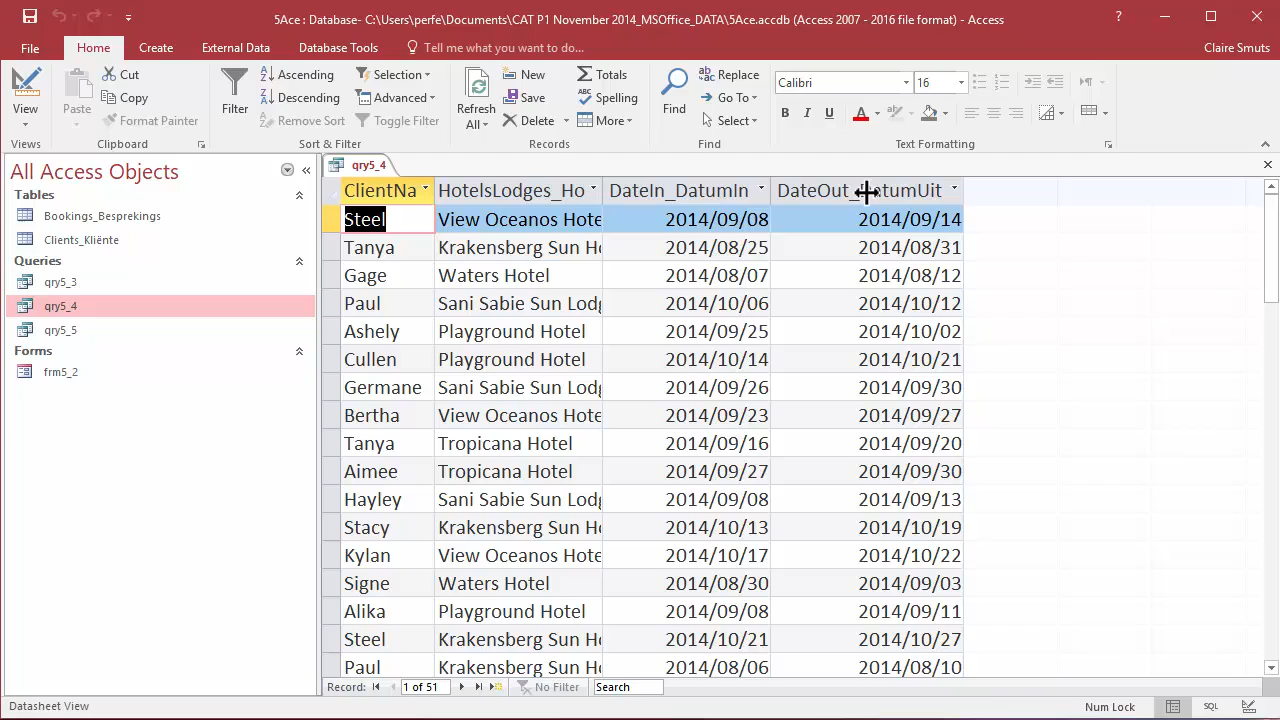 5Ace : Database- C:\Users\perfe\Documents\CAT P1 November 2014_MSOffice_DATA\5Ace.accdb (Access 2007 - 2016 file format) - Access
File Home Create External Data Database Tools Tell me what you want to do... Claire Smuts
View
Views
Paste
Cut
Copy
Format Painter
Clipboard
Filter
Ascending
Descending
Remove Sort
Selection
Advanced
Toggle Filter
Sort & Filter
Refresh
All
New
Save
Delete
Totals
Spelling
More
Records
Find
Replace
Go To
Select
Find
Calibri 16
B I U A
Text Formatting
All Access Objects
Tables
Bookings_Besprekings
Clients_Kliënte
Queries
qry5_3
qry5_4
qry5_5
Forms
frm5_2
qry5_4
ClientNa HotelsLodges_Ho DateIn_DatumIn DateOut_DatumUit
Steel View Oceanos Hote 2014/09/08 2014/09/14
Tanya Krakensberg Sun Ho 2014/08/25 2014/08/31
Gage Waters Hotel 2014/08/07 2014/08/12
Paul Sani Sabie Sun Lodg 2014/10/06 2014/10/12
Ashely Playground Hotel 2014/09/25 2014/10/02
Cullen Playground Hotel 2014/10/14 2014/10/21
Germane Sani Sabie Sun Lodg 2014/09/26 2014/09/30
Bertha View Oceanos Hote 2014/09/23 2014/09/27
Tanya Tropicana Hotel 2014/09/16 2014/09/20
Aimee Tropicana Hotel 2014/09/27 2014/09/30
Hayley Sani Sabie Sun Lodg 2014/09/08 2014/09/13
Stacy Krakensberg Sun Ho 2014/10/13 2014/10/19
Kylan View Oceanos Hote 2014/10/17 2014/10/22
Signe Waters Hotel 2014/08/30 2014/09/03
Alika Playground Hotel 2014/09/08 2014/09/11
Steel Krakensberg Sun Ho 2014/10/21 2014/10/27
Paul Krakensberg Sun Ho 2014/08/06 2014/08/10
Record: 1 of 51 No Filter Search
Datasheet View Num Lock SQL